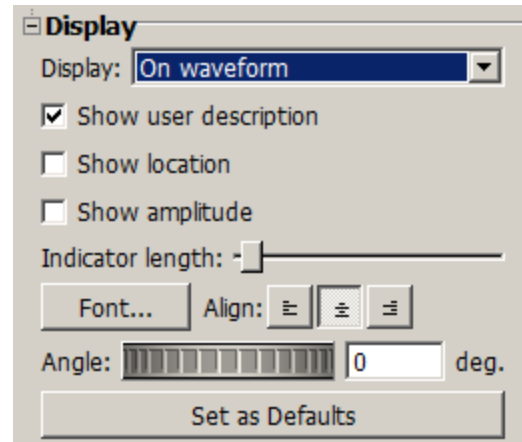 Display
Display: On waveform
Show user description
Show location
Show amplitude
Indicator length:
Font... Align:
Angle: 0 deg.
Set as Defaults